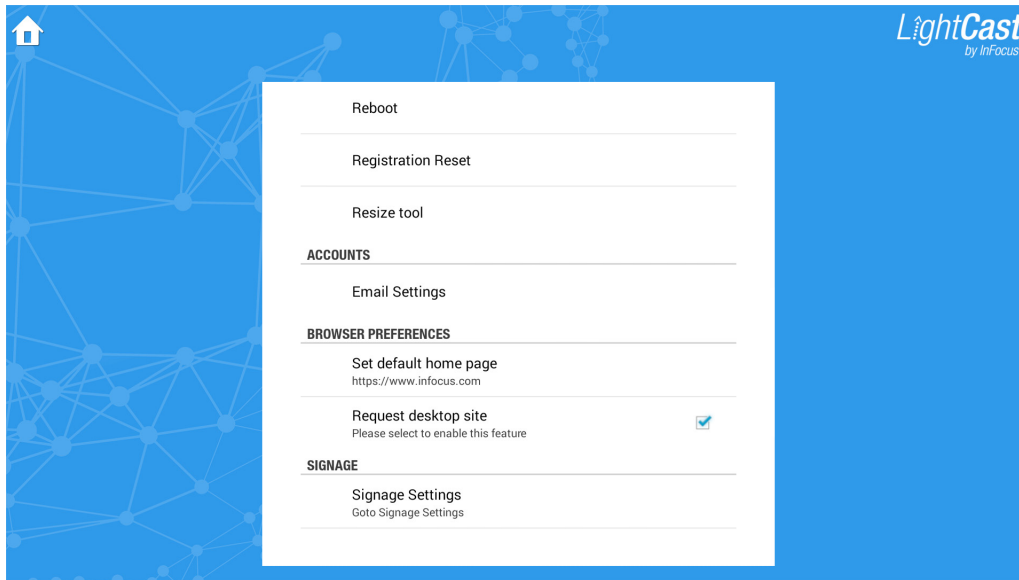 LightCast
by InFocus
Reboot
Registration Reset
Resize tool
ACCOUNTS
Email Settings
BROWSER PREFERENCES
Set default home page
https://www.infocus.com
Request desktop site
Please select to enable this feature
SIGNAGE
Signage Settings
Goto Signage Settings